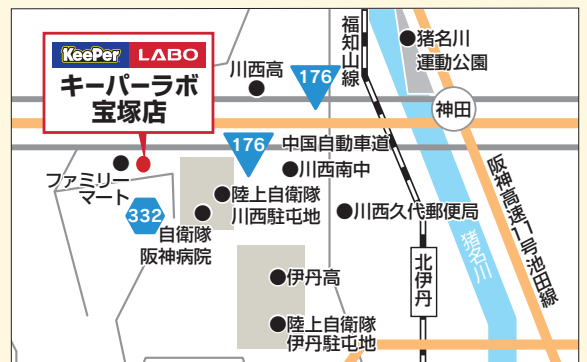 KeePer LABO
キーパーラボ
宝塚店
川西高
176
福知山線
猪名川
運動公園
神田
176
中国自動車道
ファミリー
マート
川西南中
332
陸上自衛隊
川西駐屯地
自衛隊
阪神病院
川西久代郵便局
阪神高速11号池田線
猪名川
北伊丹
伊丹高
陸上自衛隊
伊丹駐屯地